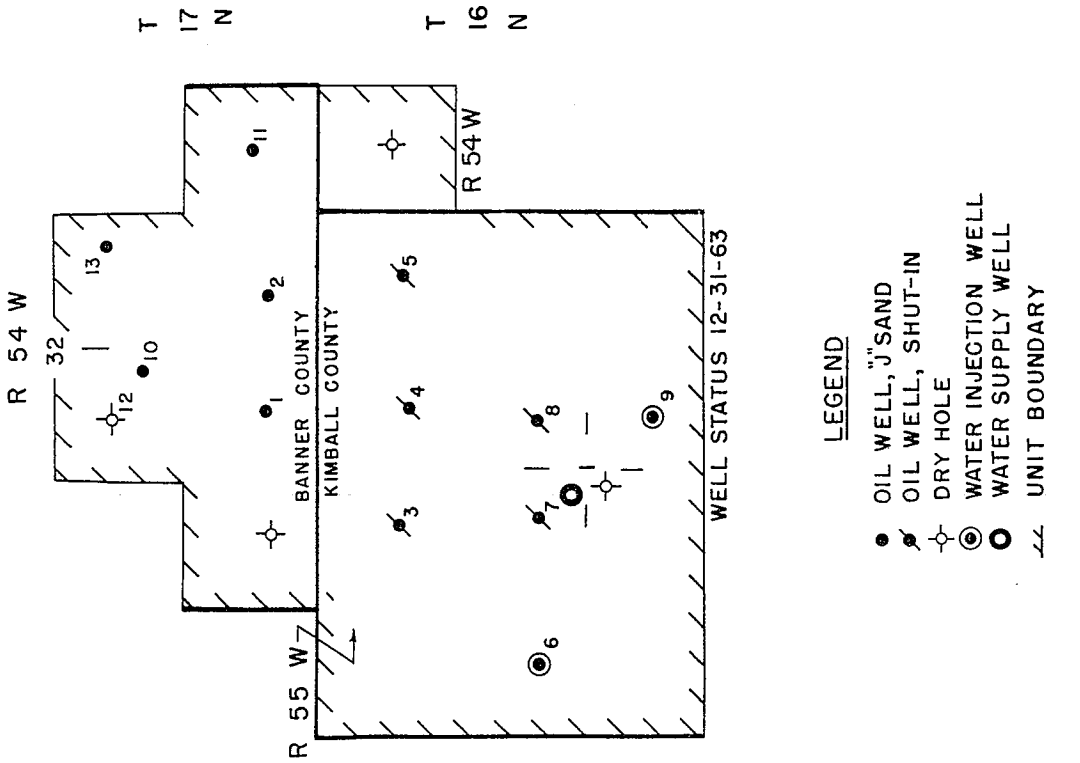 R 54 W
T
17
N
T
16
N
32
13
12
10
11
2
1
BANNER COUNTY
KIMBALL COUNTY
R 54 W
R 55 W
5
4
3
8
7
6
9
WELL STATUS 12-31-63
LEGEND
OIL WELL, "J" SAND
OIL WELL, SHUT-IN
DRY HOLE
WATER INJECTION WELL
WATER SUPPLY WELL
UNIT BOUNDARY